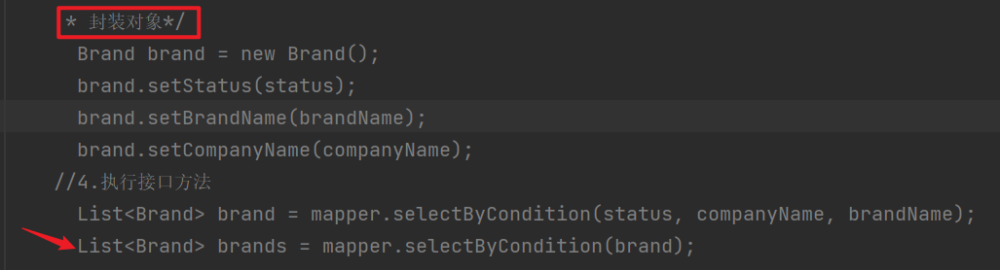 * 封装对象*/
Brand brand = new Brand();
brand.setStatus(status);
brand.setBrandName(brandName);
brand.setCompanyName(companyName);
//4.执行接口方法
List<Brand> brand = mapper.selectByCondition(status, companyName, brandName);
List<Brand> brands = mapper.selectByCondition(brand);